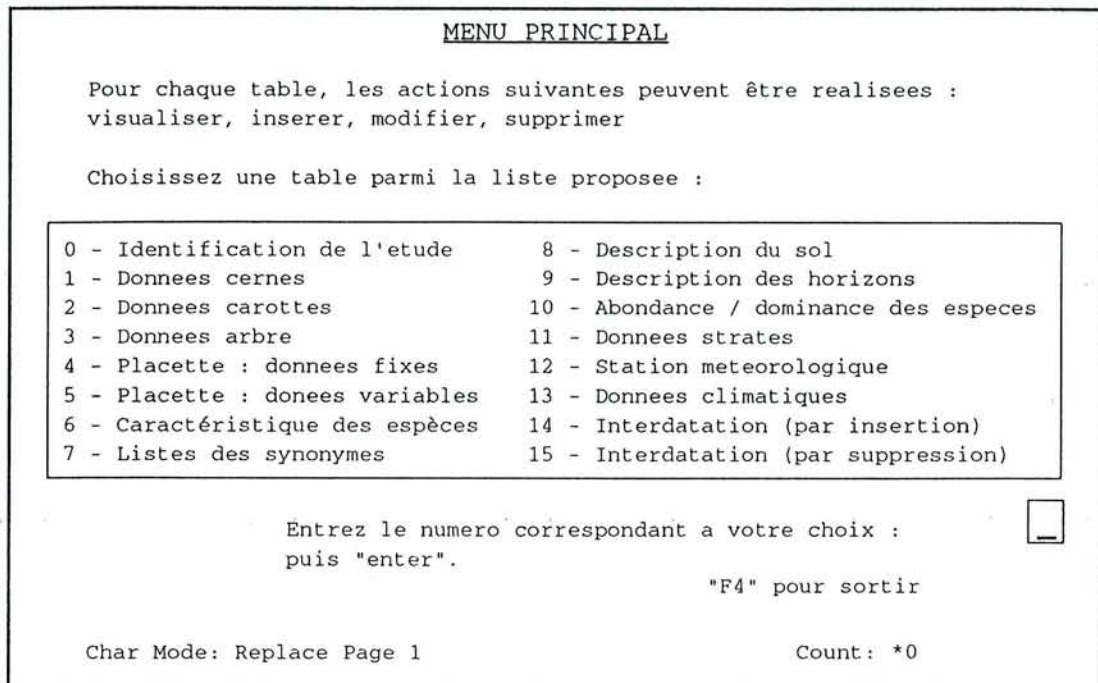 MENU PRINCIPAL
Pour chaque table, les actions suivantes peuvent être realisees :
visualiser, inserer, modifier, supprimer
Choisissez une table parmi la liste proposee :
0 - Identification de l'etude
1 - Donnees cernes
2 - Donnees carottes
3 - Donnees arbre
4 - Placette : donnees fixes
5 - Placette : donees variables
6 - Caractéristique des espèces
7 - Listes des synonymes
8 - Description du sol
9 - Description des horizons
10 - Abondance / dominance des especes
11 - Donnees strates
12 - Station meteorologique
13 - Donnees climatiques
14 - Interdatation (par insertion)
15 - Interdatation (par suppression)
Entrez le numero correspondant a votre choix : _
puis "enter".
"F4" pour sortir
Char Mode: Replace Page 1 Count: *0